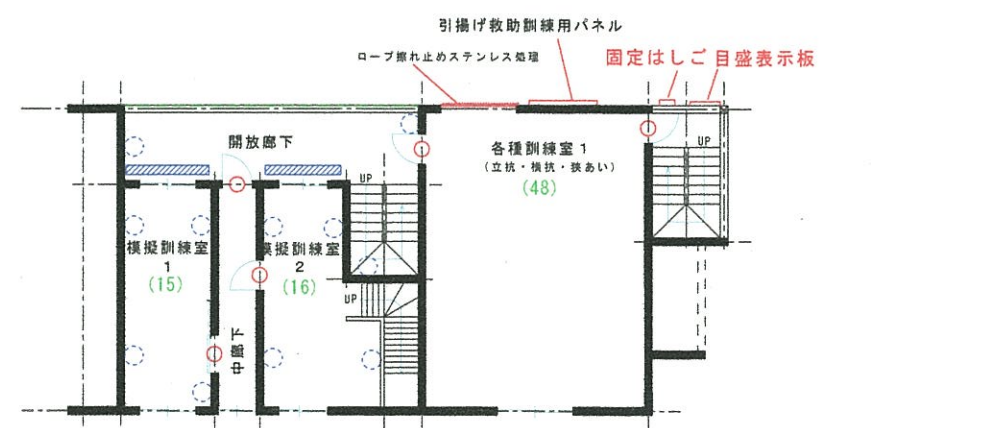 引揚げ救助訓練用パネル
ロープ擦れ止めステンレス処理
固定はしご 目盛表示板
開放廊下
各種訓練室1
(立抗・横抗・狭あい)
(48)
UP
UP
模擬訓練室
1
(15)
模擬訓練室
2
(16)
UP
中廊下